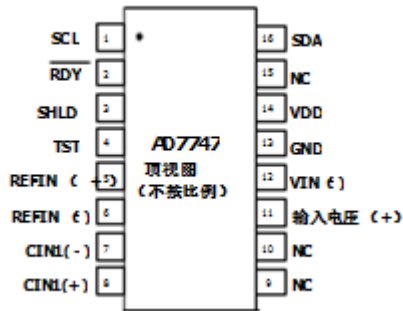 SCL 1
RDY 2
SHLD 3
TST 4
REFIN ( +) 5
REFIN (-) 6
CIN1(-) 7
CIN1(+) 8
AD7747
顶视图
(不按比例)
16 SDA
15 NC
14 VDD
13 GND
12 VIN (-)
11 输入电压 (+)
10 NC
9 NC